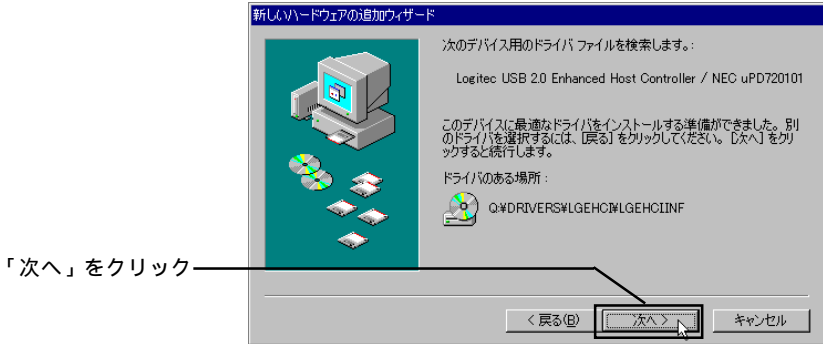 新しいハードウェアの追加ウィザード
次のデバイス用のドライバ ファイルを検索します。:
Logitec USB 2.0 Enhanced Host Controller / NEC uPD720101
このデバイスに最適なドライバをインストールする準備ができました。別
のドライバを選択するには、[戻る] をクリックしてください。[次へ] をクリ
ックすると続行します。
ドライバのある場所:
Q:¥DRIVERS¥LGEHCI¥LGEHCI.INF
「次へ」をクリック
< 戻る(B)
次へ >
キャンセル